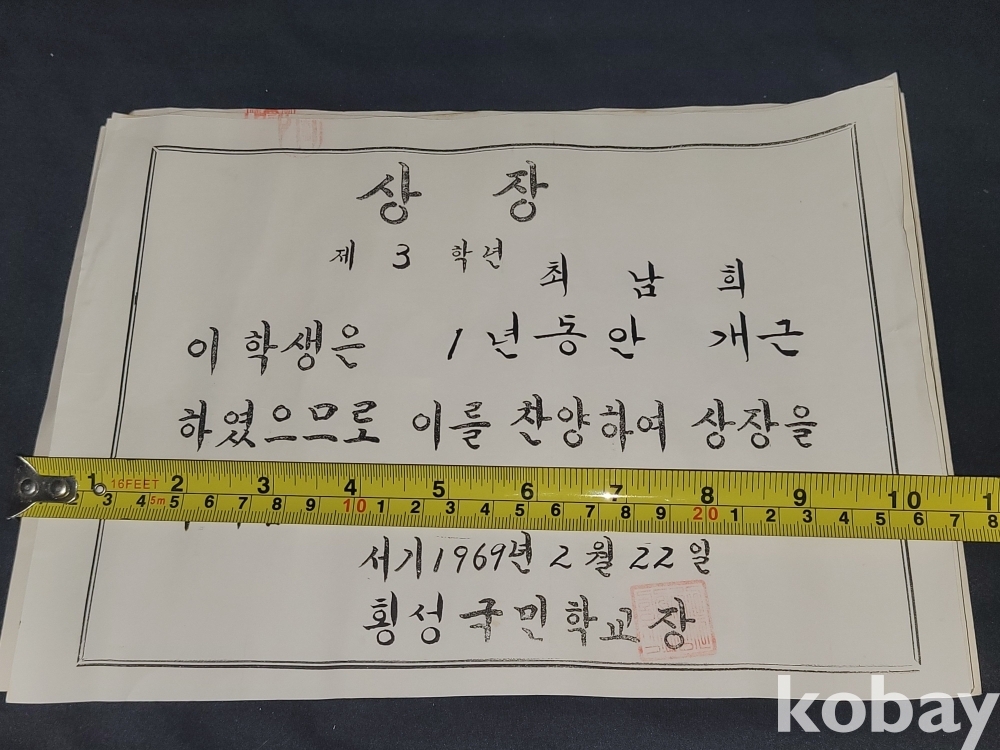 상 장
제 3 학년
최 남 희
이 학생은 1년동안 개근
하였으므로 이를 찬양하여 상장을
1 16FEET 2 3 4 5 6 7 8 9 10 1
3 4 5m 5 6 7 8 9 10 1 2 3 4 5 6 7 8 9 20 1 2 3 4 5 6 7 8
서기 1969년 2월 22일
횡성국민학교장
kobay